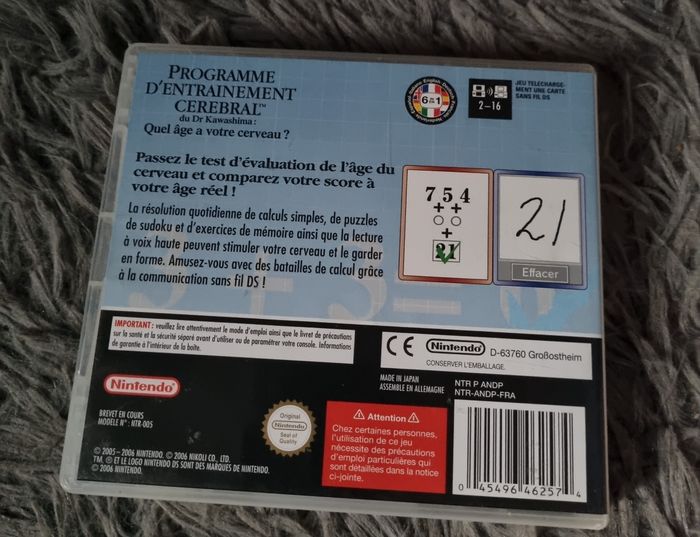 PROGRAMME
D'ENTRAINEMENT
CEREBRAL™
du Dr Kawashima :
Quel âge a votre cerveau ?
6 en 1
2–16
JEU TELECHARGE-
MENT UNE CARTE
SANS FIL DS
Passez le test d'évaluation de l'âge du
cerveau et comparez votre score à
votre âge réel !
La résolution quotidienne de calculs simples, de puzzles
de sudoku et d'exercices de mémoire ainsi que la lecture
à voix haute peuvent stimuler votre cerveau et le garder
en forme. Amusez-vous avec des batailles de calcul grâce
à la communication sans fil DS !
7 5 4
+ +
+
21
21
Effacer
IMPORTANT : veuillez lire attentivement le mode d'emploi ainsi que le livret de précautions
sur la santé et la sécurité séparé avant d'utiliser ou de paramétrer votre console. Informations
de garantie à l'intérieur de la boîte.
CE
Nintendo
D-63760 Großostheim
CONSERVER L'EMBALLAGE.
MADE IN JAPAN
ASSEMBLE EN ALLEMAGNE
NTR P ANDP
NTR-ANDP-FRA
Nintendo
BREVET EN COURS
MODELE N° : NTR-005
© 2005–2006 NINTENDO. © 2006 NIKOLI CO., LTD.
TM, ® ET LE LOGO NINTENDO DS SONT DES MARQUES DE NINTENDO.
© 2006 NINTENDO.
Original
Nintendo
Seal of
Quality
Attention
Chez certaines personnes,
l'utilisation de ce jeu
nécessite des précautions
d'emploi particulières qui
sont détaillées dans la notice
ci-jointe.
0 45496 46257 4